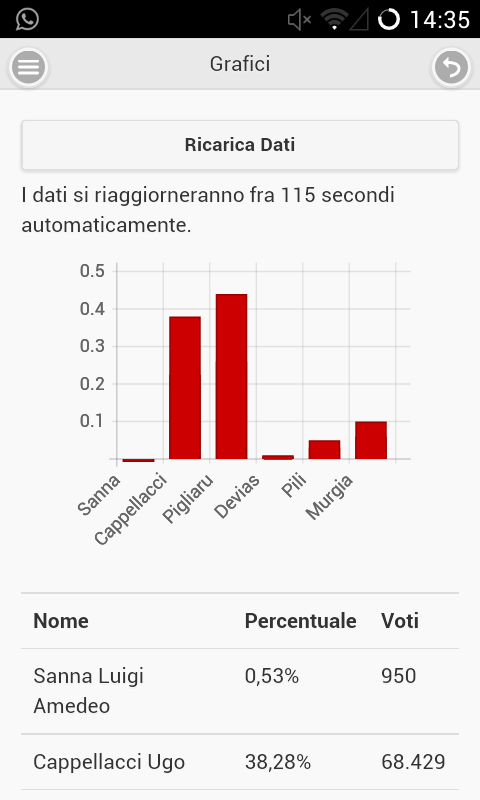 14:35
Grafici
Ricarica Dati
I dati si riaggiorneranno fra 115 secondi
automaticamente.
0.5
0.4
0.3
0.2
0.1
Sanna
Cappellacci
Pigliaru
Devias
Pili
Murgia
Nome Percentuale Voti
Sanna Luigi 0,53% 950
Amedeo
Cappellacci Ugo 38,28% 68.429